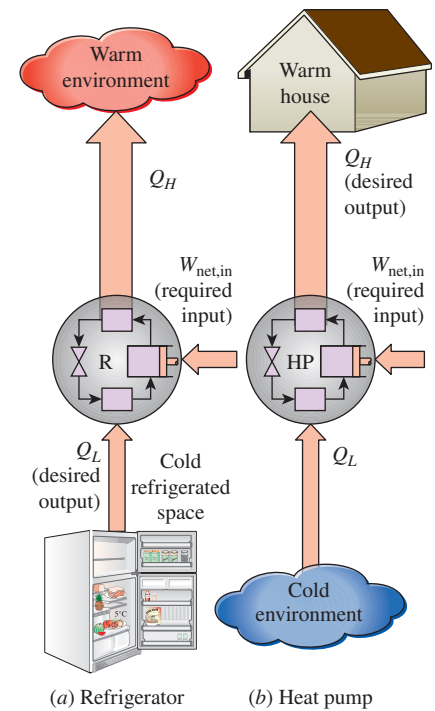 Warm
environment
Q_H
W_net,in
(required
input)
R
Q_L
(desired
output)
Cold
refrigerated
space
5°C
(a) Refrigerator
Warm
house
Q_H
(desired
output)
W_net,in
(required
input)
HP
Q_L
Cold
environment
(b) Heat pump